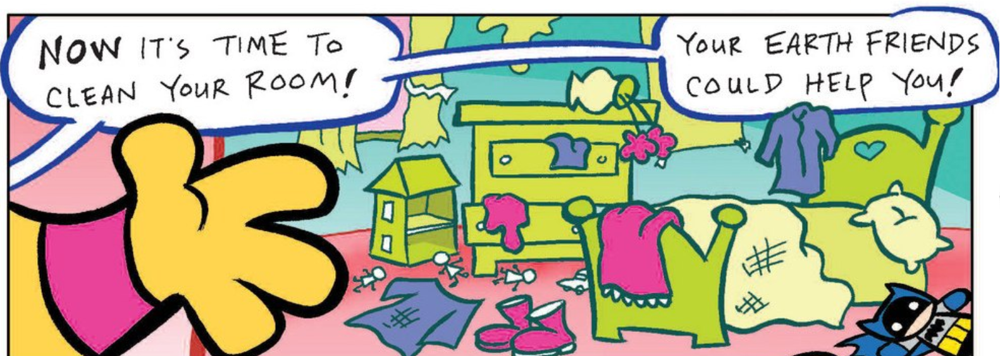 NOW IT'S TIME TO
CLEAN YOUR ROOM!
YOUR EARTH FRIENDS
COULD HELP YOU!